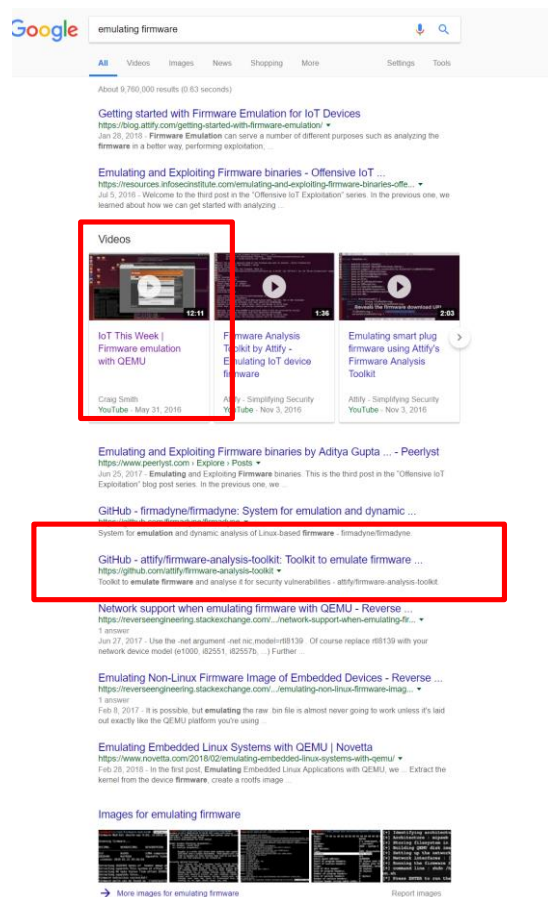 Google
emulating firmware
All Videos Images News Shopping More Settings Tools
About 9,760,000 results (0.63 seconds)
Getting started with Firmware Emulation for IoT Devices
https://blog.attify.com/getting-started-with-firmware-emulation/
Jan 28, 2018 - Firmware Emulation can serve a number of different purposes such as analyzing the
firmware in a better way, performing exploitation, ...
Emulating and Exploiting Firmware binaries - Offensive IoT ...
https://resources.infosecinstitute.com/emulating-and-exploiting-firmware-binaries-offe...
Jul 5, 2016 - Welcome to the third post in the "Offensive IoT Exploitation" series. In the previous one, we
learned about how we can get started with analyzing ...
Videos
12:11
1:36
Reveals the firmware download URL!
2:03
IoT This Week |
Firmware emulation
with QEMU
Craig Smith
YouTube - May 31, 2016
Firmware Analysis
Toolkit by Attify -
Emulating IoT device
firmware
Attify - Simplifying Security
YouTube - Nov 3, 2016
Emulating smart plug
firmware using Attify's
Firmware Analysis
Toolkit
Attify - Simplifying Security
YouTube - Nov 3, 2016
Emulating and Exploiting Firmware binaries by Aditya Gupta ... - Peerlyst
https://www.peerlyst.com › Explore › Posts
Jun 25, 2017 - Emulating and Exploiting Firmware binaries. This is the third post in the "Offensive IoT
Exploitation" blog post series. In the previous one, we ...
GitHub - firmadyne/firmadyne: System for emulation and dynamic ...
https://github.com/firmadyne/firmadyne
System for emulation and dynamic analysis of Linux-based firmware - firmadyne/firmadyne.
GitHub - attify/firmware-analysis-toolkit: Toolkit to emulate firmware ...
https://github.com/attify/firmware-analysis-toolkit
Toolkit to emulate firmware and analyse it for security vulnerabilities - attify/firmware-analysis-toolkit.
Network support when emulating firmware with QEMU - Reverse ...
https://reverseengineering.stackexchange.com/.../network-support-when-emulating-fir...
1 answer
Jun 27, 2017 - Use the -net argument -net nic,model=rtl8139 . Of course replace rtl8139 with your
network device model (e1000, i82551, i82557b, ...) Further ...
Emulating Non-Linux Firmware Image of Embedded Devices - Reverse ...
https://reverseengineering.stackexchange.com/.../emulating-non-linux-firmware-imag...
1 answer
Feb 8, 2017 - It is possible, but emulating the raw .bin file is almost never going to work unless it's laid
out exactly like the QEMU platform you're using ...
Emulating Embedded Linux Systems with QEMU | Novetta
https://www.novetta.com/2018/02/emulating-embedded-linux-systems-with-qemu/
Feb 28, 2018 - In the first post, Emulating Embedded Linux Applications with QEMU, we ... Extract the
kernel from the device firmware, create a rootfs image ...
Images for emulating firmware
More images for emulating firmware Report images